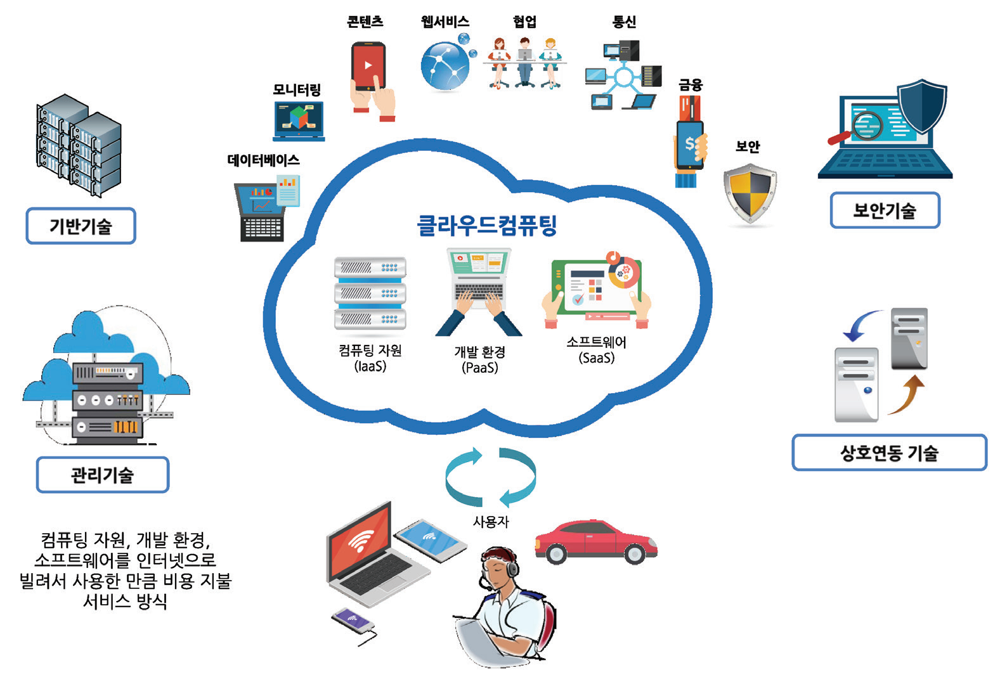 콘텐츠
웹서비스
협업
통신
모니터링
금융
데이터베이스
보안
기반기술
보안기술
클라우드컴퓨팅
컴퓨팅 자원
(IaaS)
개발 환경
(PaaS)
소프트웨어
(SaaS)
관리기술
상호연동 기술
사용자
컴퓨팅 자원, 개발 환경,
소프트웨어를 인터넷으로
빌려서 사용한 만큼 비용 지불
서비스 방식